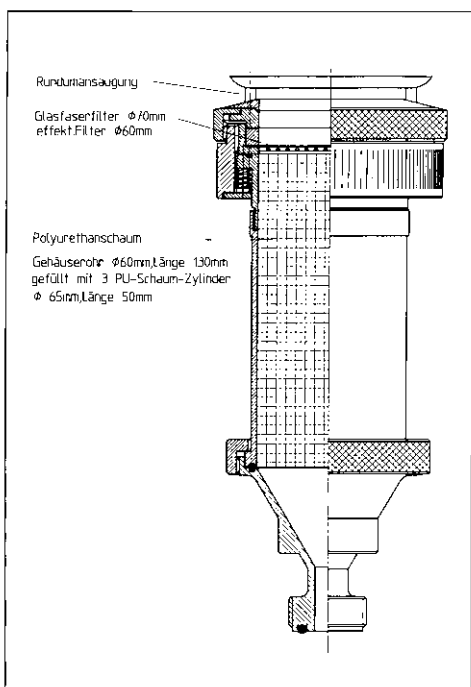 Rundumansaugung
Glasfaserfilter Φ70mm
effekt.Filter Φ60mm
Polyurethanschaum
Gehäuserohr Φ60mm,Länge 130mm
gefüllt mit 3 PU-Schaum-Zylinder
Φ 65mm,Länge 50mm